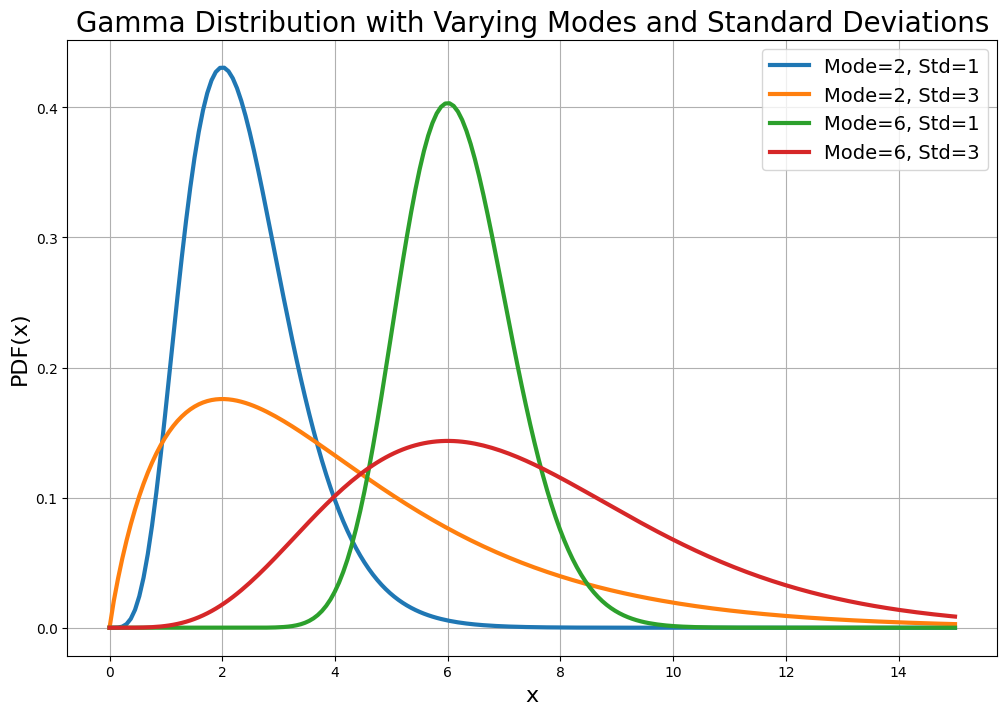 Gamma Distribution with Varying Modes and Standard Deviations
Mode=2, Std=1
Mode=2, Std=3
Mode=6, Std=1
Mode=6, Std=3
PDF(x)
0.4
0.3
0.2
0.1
0.0
0 2 4 6 8 10 12 14
x